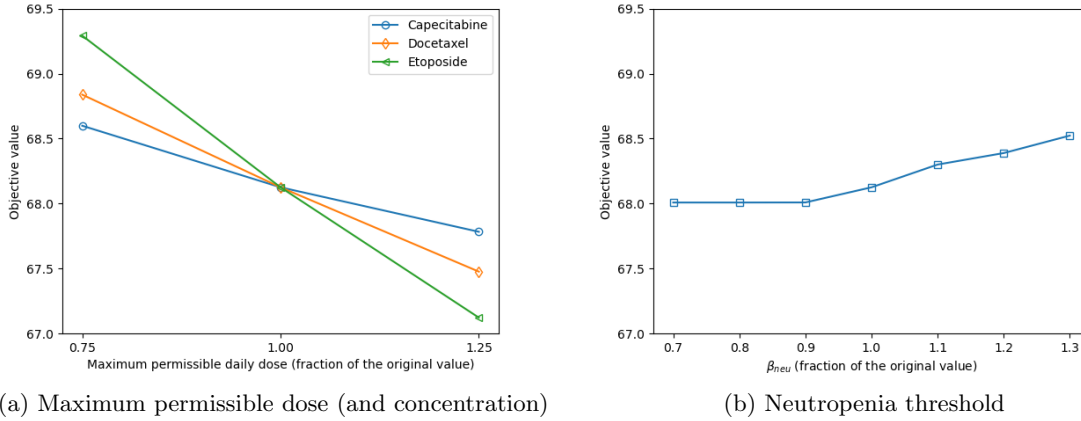 69.5
69.0
68.5
68.0
67.5
67.0
Objective value
Capecitabine
Docetaxel
Etoposide
0.75 1.00 1.25
Maximum permissible daily dose (fraction of the original value)
(a) Maximum permissible dose (and concentration)
69.5
69.0
68.5
68.0
67.5
67.0
Objective value
0.7 0.8 0.9 1.0 1.1 1.2 1.3
βneu (fraction of the original value)
(b) Neutropenia threshold